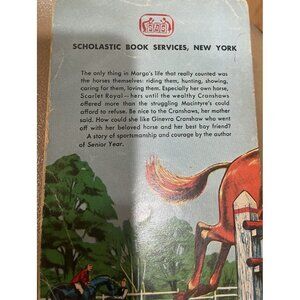 SCHOLASTIC BOOK SERVICES, NEW YORK
The only thing in Margo's life that really counted was
the horses themselves: riding them, hunting, showing,
caring for them, loving them. Especially her own horse,
Scarlet Royal—hers until the wealthy Cranshaws
offered more than the struggling Macintyre's could
afford to refuse. Be nice to the Cranshaws, her mother
said. How could she like Ginevra Cranshaw who went
off with her beloved horse and her best boy friend?
A story of sportsmanship and courage by the author
of Senior Year.